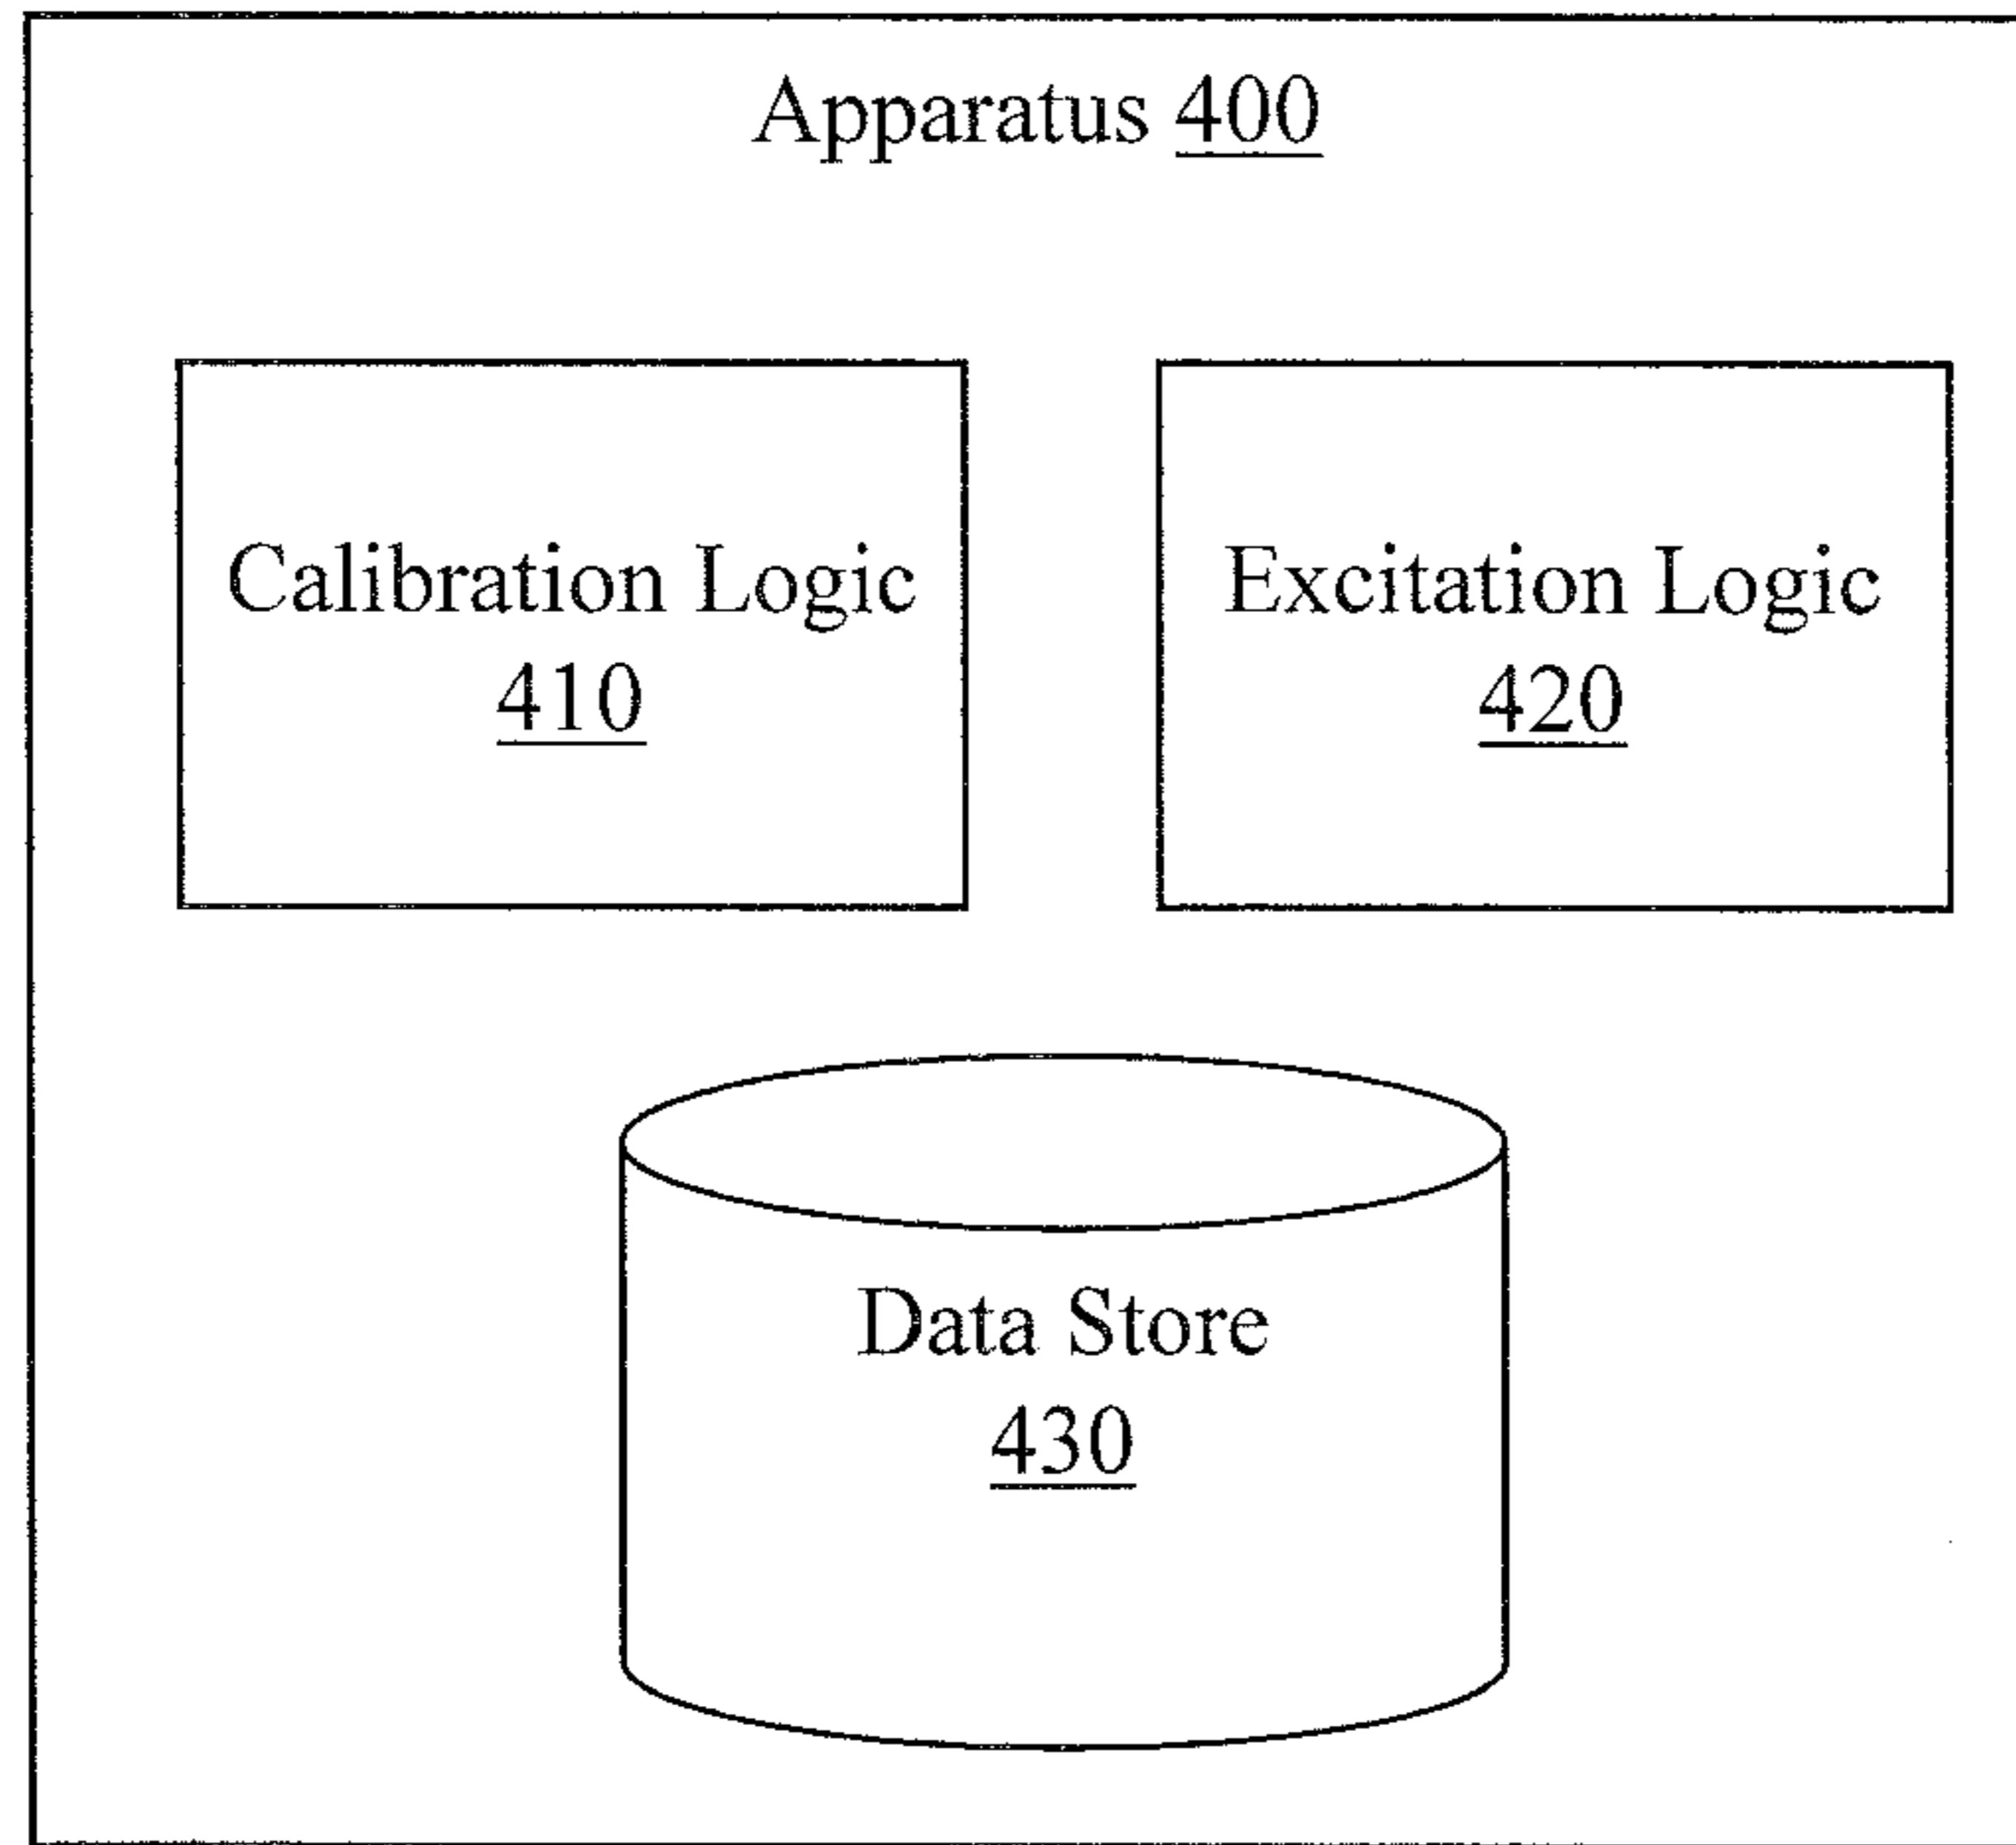 Apparatus 400
Calibration Logic
410
Excitation Logic
420
Data Store
430